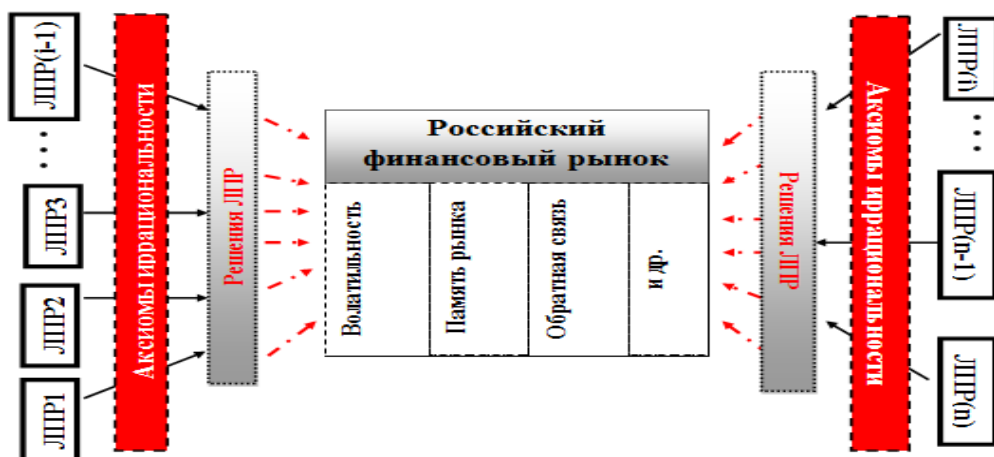 ЛПР(i-1)
...
ЛПР3
ЛПР2
ЛПР1
Аксиомы иррациональности
Решения ЛПР
Российский
финансовый рынок
Волатильность
Память рынка
Обратная связь
и др.
Решения ЛПР
Аксиомы иррациональности
ЛПР(i)
...
ЛПР(n-1)
ЛПР(n)